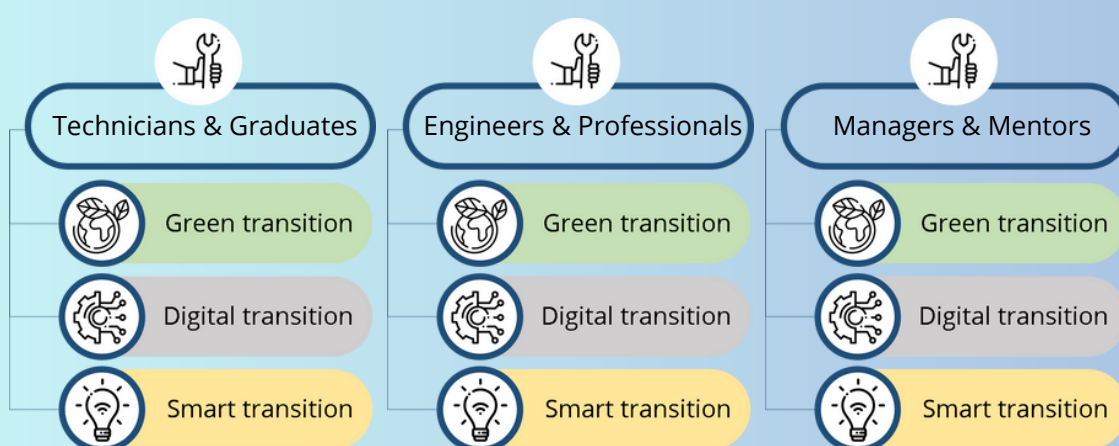 Technicians & Graduates
Green transition
Digital transition
Smart transition
Engineers & Professionals
Green transition
Digital transition
Smart transition
Managers & Mentors
Green transition
Digital transition
Smart transition